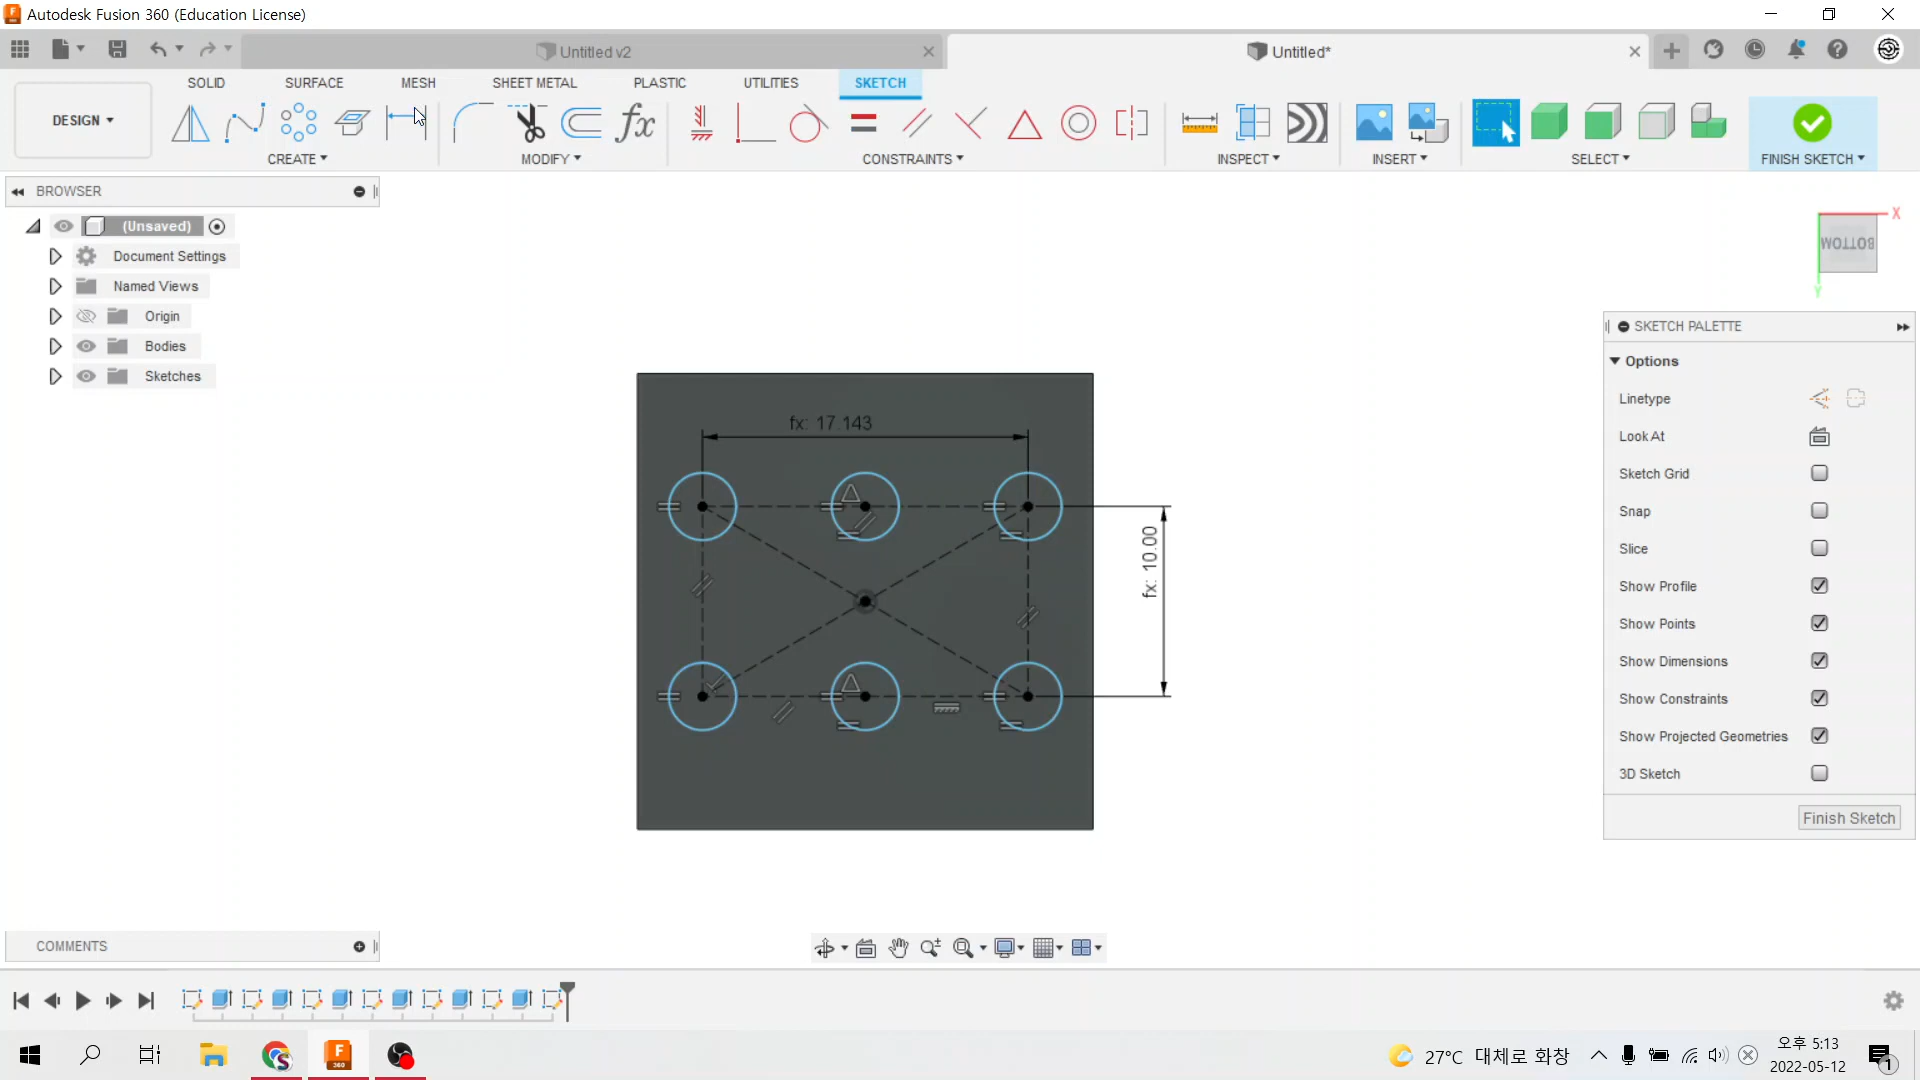 Autodesk Fusion 360 (Education License)
Untitled v2
Untitled*
SOLID
SURFACE
MESH
SHEET METAL
PLASTIC
UTILITIES
SKETCH
DESIGN
CREATE
MODIFY
CONSTRAINTS
INSPECT
INSERT
SELECT
FINISH SKETCH
BROWSER
(Unsaved)
Document Settings
Named Views
Origin
Bodies
Sketches
X
BOTTOM
Y
fx: 17.143
fx: 10.00
SKETCH PALETTE
Options
Linetype
Look At
Sketch Grid
Snap
Slice
Show Profile
Show Points
Show Dimensions
Show Constraints
Show Projected Geometries
3D Sketch
Finish Sketch
COMMENTS
27°C 대체로 화창
오후 5:13
2022-05-12
1